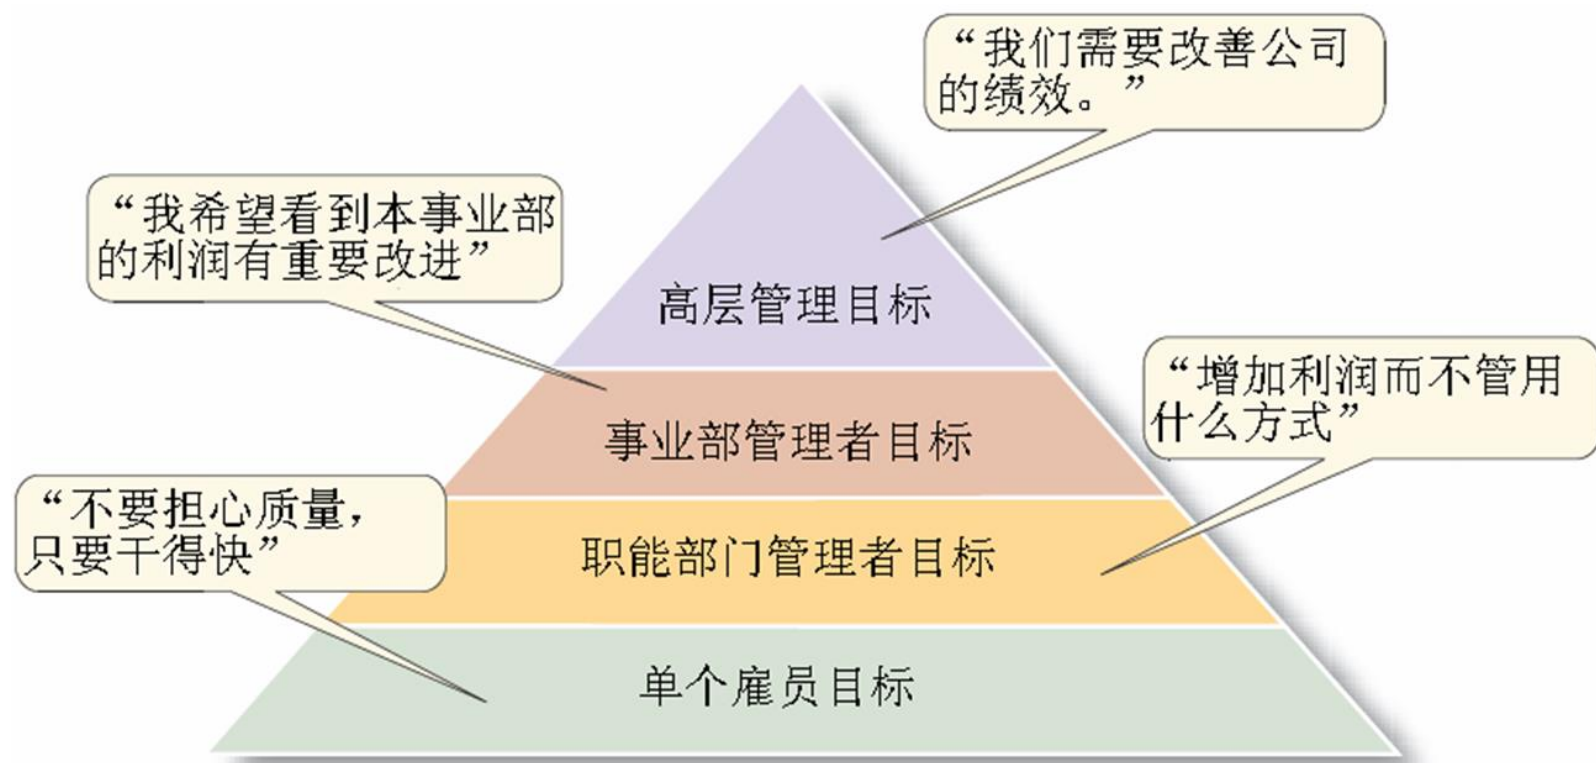 “我们需要改善公司
的绩效。”
“我希望看到本事业部
的利润有重要改进”
高层管理目标
“增加利润而不管用
什么方式”
事业部管理者目标
“不要担心质量，
只要干得快”
职能部门管理者目标
单个雇员目标